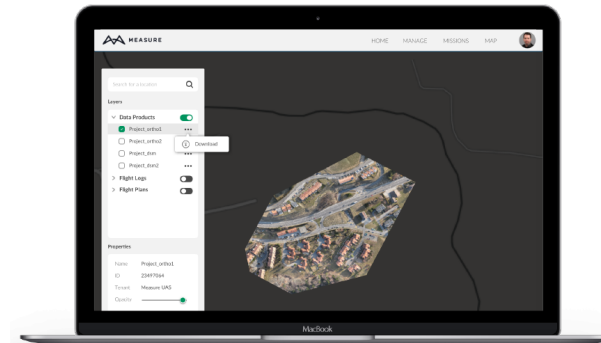 MEASURE
HOME MANAGE MISSIONS MAP
Search for a location
Layers
Data Products
Project_ortho1
Project_ortho2
Download
Project_dsm
Project_dsm2
Flight Logs
Flight Plans
Properties
Name Project_ortho1
ID 23497064
Tenant Measure UAS
Opacity
MacBook